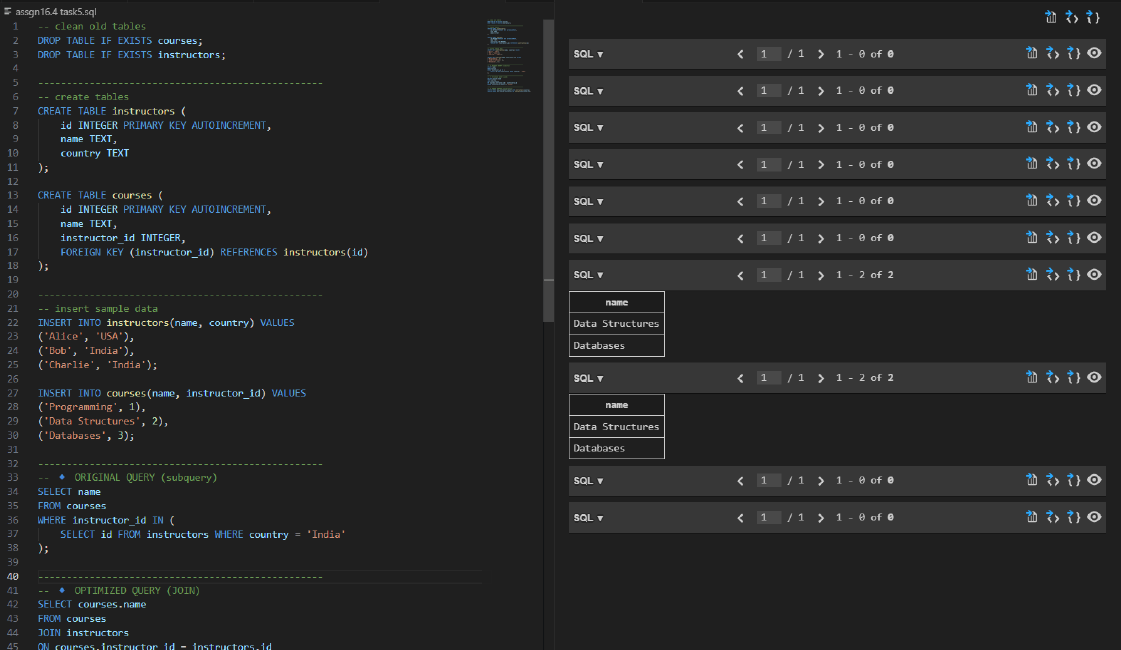 assgn16.4 task5.sql
1 -- clean old tables
2 DROP TABLE IF EXISTS courses;
3 DROP TABLE IF EXISTS instructors;
4
5 --------------------------------------------------
6 -- create tables
7 CREATE TABLE instructors (
8 id INTEGER PRIMARY KEY AUTOINCREMENT,
9 name TEXT,
10 country TEXT
11 );
12
13 CREATE TABLE courses (
14 id INTEGER PRIMARY KEY AUTOINCREMENT,
15 name TEXT,
16 instructor_id INTEGER,
17 FOREIGN KEY (instructor_id) REFERENCES instructors(id)
18 );
19
20 --------------------------------------------------
21 -- insert sample data
22 INSERT INTO instructors(name, country) VALUES
23 ('Alice', 'USA'),
24 ('Bob', 'India'),
25 ('Charlie', 'India');
26
27 INSERT INTO courses(name, instructor_id) VALUES
28 ('Programming', 1),
29 ('Data Structures', 2),
30 ('Databases', 3);
31
32 --------------------------------------------------
33 -- 🔹 ORIGINAL QUERY (subquery)
34 SELECT name
35 FROM courses
36 WHERE instructor_id IN (
37 SELECT id FROM instructors WHERE country = 'India'
38 );
39
40 --------------------------------------------------
41 -- 🔹 OPTIMIZED QUERY (JOIN)
42 SELECT courses.name
43 FROM courses
44 JOIN instructors
45 ON courses.instructor_id = instructors.id
SQL ▼ < 1 / 1 > 1 - 0 of 0
SQL ▼ < 1 / 1 > 1 - 0 of 0
SQL ▼ < 1 / 1 > 1 - 0 of 0
SQL ▼ < 1 / 1 > 1 - 0 of 0
SQL ▼ < 1 / 1 > 1 - 0 of 0
SQL ▼ < 1 / 1 > 1 - 0 of 0
SQL ▼ < 1 / 1 > 1 - 2 of 2
name
Data Structures
Databases
SQL ▼ < 1 / 1 > 1 - 2 of 2
name
Data Structures
Databases
SQL ▼ < 1 / 1 > 1 - 0 of 0
SQL ▼ < 1 / 1 > 1 - 0 of 0